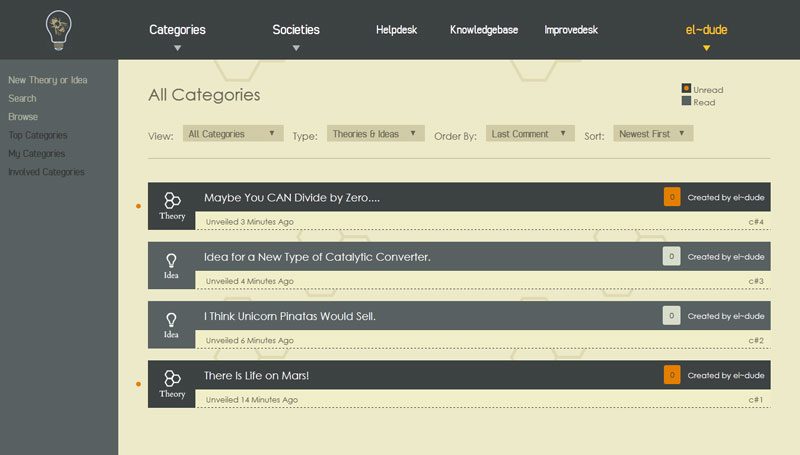 Categories Societies Helpdesk Knowledgebase Improvedesk el~dude
New Theory or Idea
Search
Browse
Top Categories
My Categories
Involved Categories
All Categories
Unread
Read
View: All Categories Type: Theories & Ideas Order By: Last Comment Sort: Newest First
Theory
Maybe You CAN Divide by Zero....
0 Created by el~dude
Unveiled 3 Minutes Ago
c#4
Idea
Idea for a New Type of Catalytic Converter.
0 Created by el~dude
Unveiled 4 Minutes Ago
c#3
Idea
I Think Unicorn Pinatas Would Sell.
0 Created by el~dude
Unveiled 6 Minutes Ago
c#2
Theory
There Is Life on Mars!
0 Created by el~dude
Unveiled 14 Minutes Ago
c#1